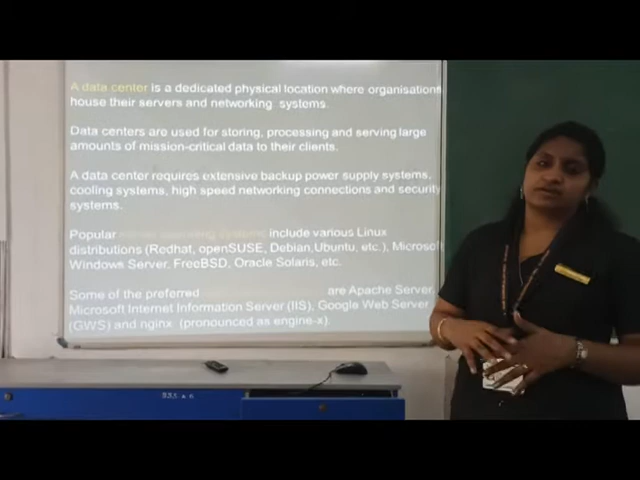 A data center is a dedicated physical location where organisations
house their servers and networking systems.
Data centers are used for storing, processing and serving large
amounts of mission-critical data to their clients.
A data center requires extensive backup power supply systems,
cooling systems, high speed networking connections and security
systems.
Popular server operating systems include various Linux
distributions (Redhat, openSUSE, Debian,Ubuntu, etc.), Microsoft
Windows Server, FreeBSD, Oracle Solaris, etc.
Some of the preferred are Apache Server,
Microsoft Internet Information Server (IIS), Google Web Server
(GWS) and nginx (pronounced as engine-x).